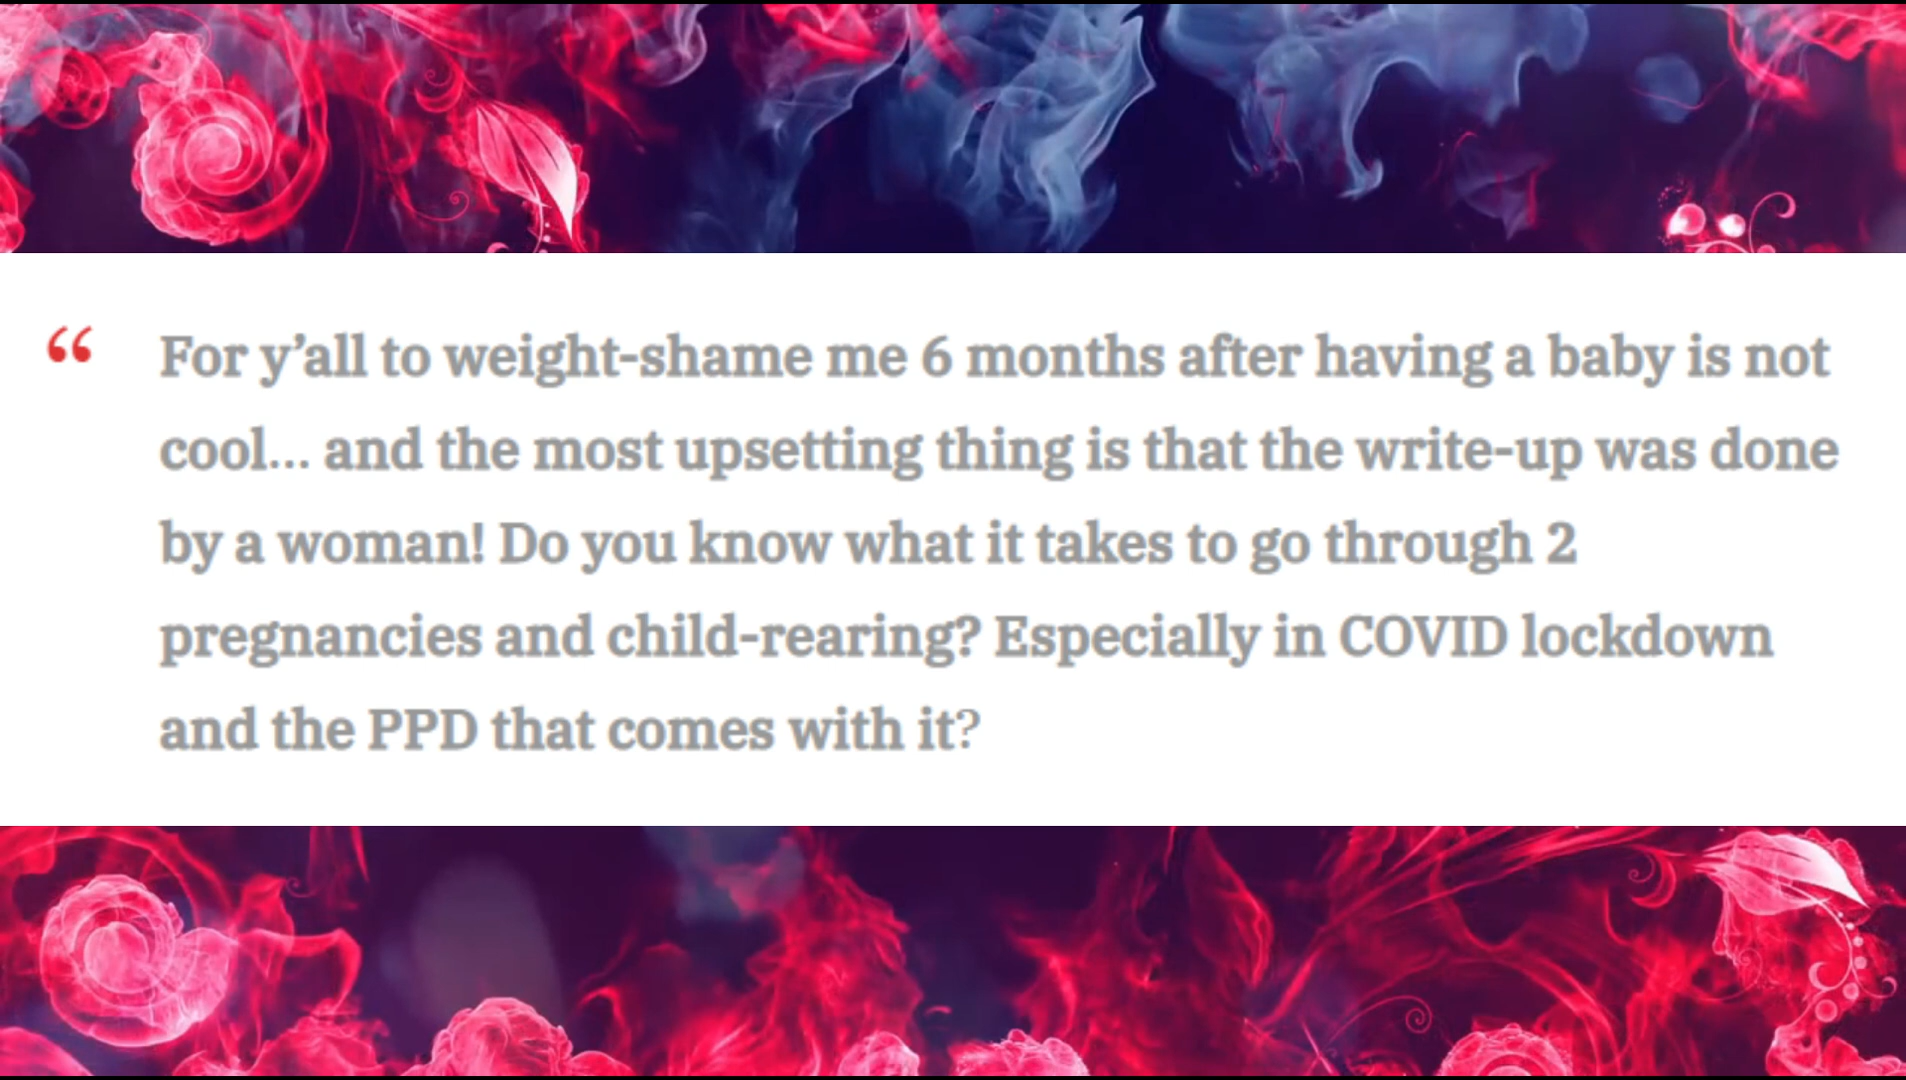 “ For y’all to weight-shame me 6 months after having a baby is not
cool... and the most upsetting thing is that the write-up was done
by a woman! Do you know what it takes to go through 2
pregnancies and child-rearing? Especially in COVID lockdown
and the PPD that comes with it?